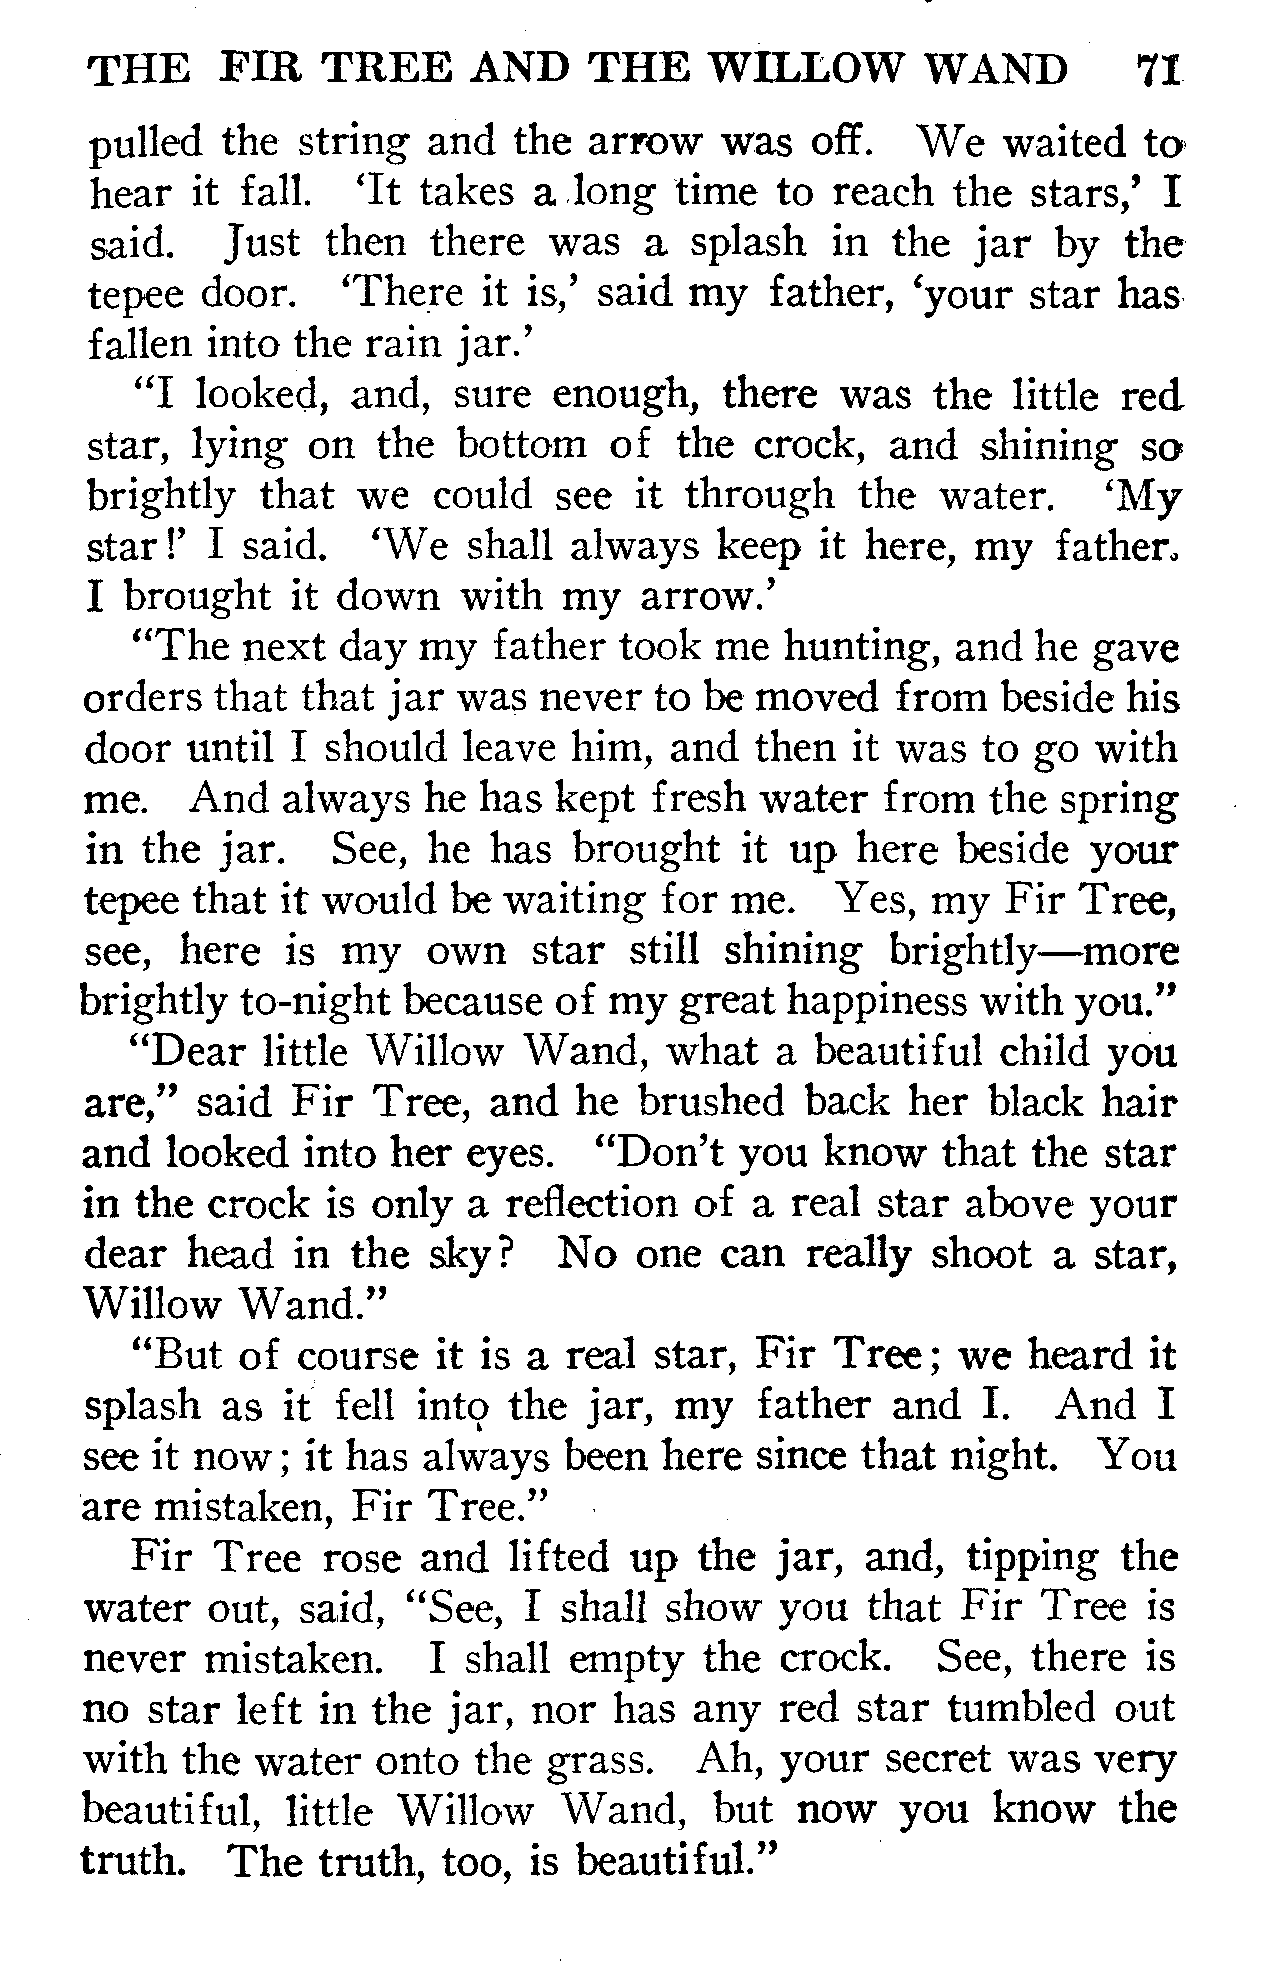 THE FIR TREE AND THE WILLOW WAND 71
pulled the string and the arrow was off. We waited to
hear it fall. 'It takes a long time to reach the stars,' I
said. Just then there was a splash in the jar by the
tepee door. 'There it is,' said my father, 'your star has
fallen into the rain jar.'
"I looked, and, sure enough, there was the little red
star, lying on the bottom of the crock, and shining so
brightly that we could see it through the water. 'My
star!' I said. 'We shall always keep it here, my father.
I brought it down with my arrow.'
"The next day my father took me hunting, and he gave
orders that that jar was never to be moved from beside his
door until I should leave him, and then it was to go with
me. And always he has kept fresh water from the spring
in the jar. See, he has brought it up here beside your
tepee that it would be waiting for me. Yes, my Fir Tree,
see, here is my own star still shining brightly—more
brightly to-night because of my great happiness with you."
"Dear little Willow Wand, what a beautiful child you
are," said Fir Tree, and he brushed back her black hair
and looked into her eyes. "Don't you know that the star
in the crock is only a reflection of a real star above your
dear head in the sky? No one can really shoot a star,
Willow Wand."
"But of course it is a real star, Fir Tree; we heard it
splash as it fell into the jar, my father and I. And I
see it now; it has always been here since that night. You
are mistaken, Fir Tree."
Fir Tree rose and lifted up the jar, and, tipping the
water out, said, "See, I shall show you that Fir Tree is
never mistaken. I shall empty the crock. See, there is
no star left in the jar, nor has any red star tumbled out
with the water onto the grass. Ah, your secret was very
beautiful, little Willow Wand, but now you know the
truth. The truth, too, is beautiful."